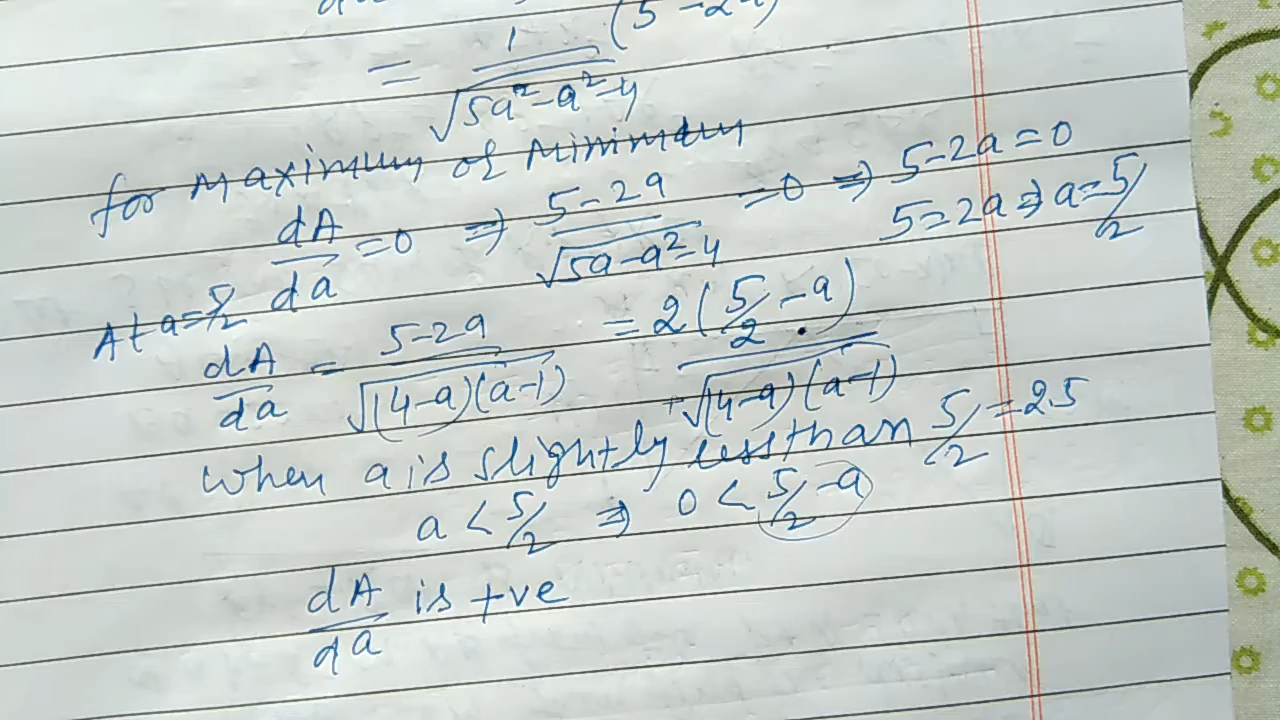 = 1/√(5a²-a²-4) (5-2
for Maximum of Minimum
dA/da = 0 ⇒ (5-2a)/√(5a-a²-4) = 0 ⇒ 5-2a=0
5=2a ⇒ a=5/2
At a=5/2
dA/da = (5-2a)/√((4-a)(a-1)) = 2(5/2-a)/+√((4-a)(a-1))
when a is slightly less than 5/2 = 2.5
a < 5/2 ⇒ 0 < 5/2-a
dA/da is +ve